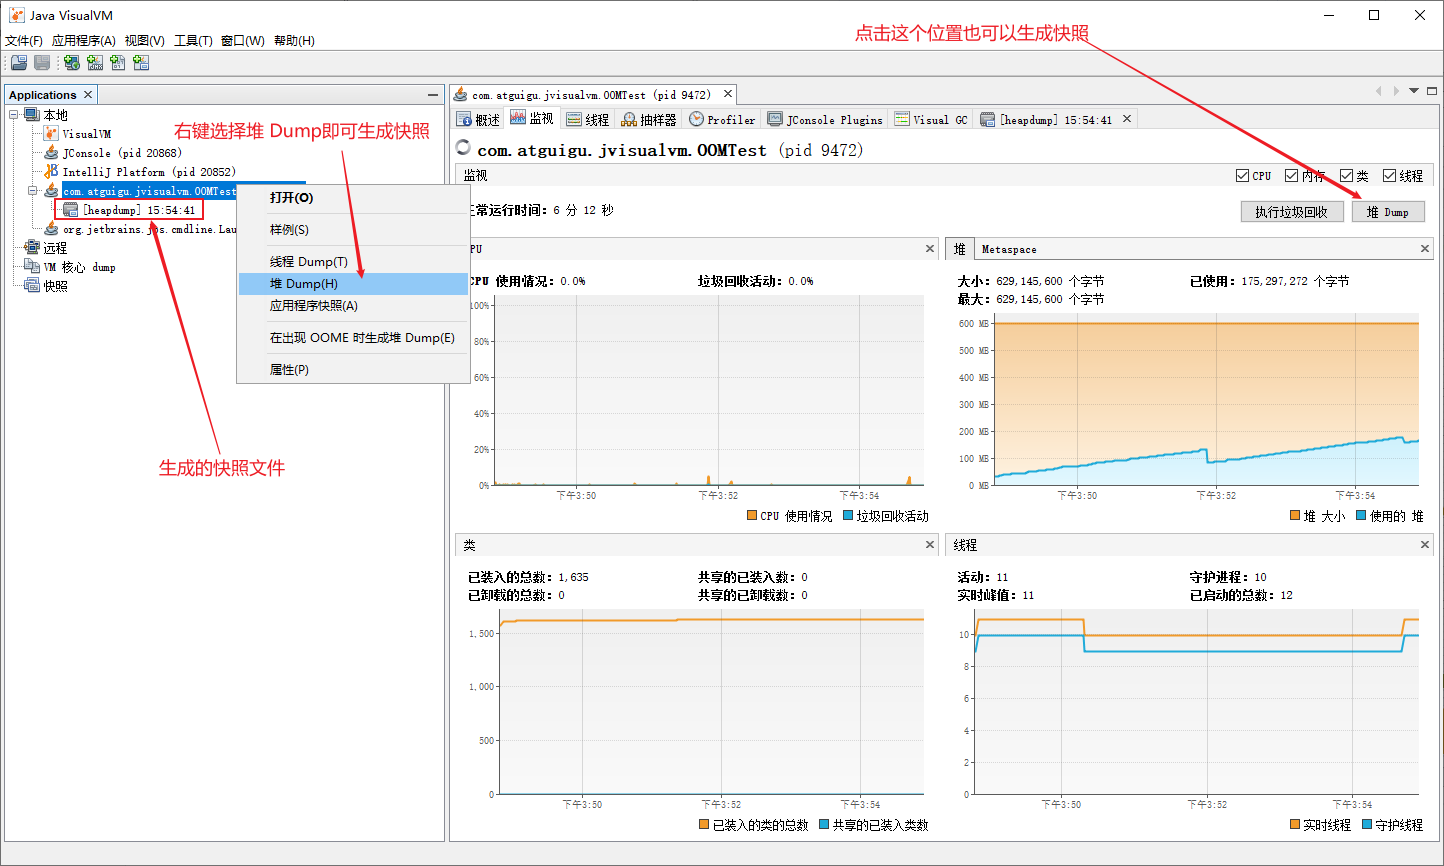 Java VisualVM
文件(F) 应用程序(A) 视图(V) 工具(T) 窗口(W) 帮助(H)
点击这个位置也可以生成快照
Applications
本地
VisualVM
JConsole (pid 20868)
IntelliJ Platform (pid 20852)
com.atguigu.jvisualvm.OOMTest
[heapdump] 15:54:41
org.jetbrains.jps.cmdline.Lau
远程
VM 核心 dump
快照
右键选择堆 Dump即可生成快照
生成的快照文件
打开(O)
样例(S)
线程 Dump(T)
堆 Dump(H)
应用程序快照(A)
在出现 OOME 时生成堆 Dump(E)
属性(P)
com.atguigu.jvisualvm.OOMTest (pid 9472)
概述 监视 线程 抽样器 Profiler JConsole Plugins Visual GC [heapdump] 15:54:41
com.atguigu.jvisualvm.OOMTest (pid 9472)
监视
CPU 内存 类 线程
正常运行时间: 6 分 12 秒
执行垃圾回收 堆 Dump
PU
CPU 使用情况: 0.0% 垃圾回收活动: 0.0%
100%
80%
60%
40%
20%
0%
下午3:50 下午3:52 下午3:54
CPU 使用情况 垃圾回收活动
堆 Metaspace
大小: 629,145,600 个字节 已使用: 175,297,272 个字节
最大: 629,145,600 个字节
600 MB
500 MB
400 MB
300 MB
200 MB
100 MB
0 MB
下午3:50 下午3:52 下午3:54
堆 大小 使用的 堆
类
已装入的总数: 1,635 共享的已装入数: 0
已卸载的总数: 0 共享的已卸载数: 0
1,500
1,000
500
0
下午3:50 下午3:52 下午3:54
已装入的类的总数 共享的已装入类数
线程
活动: 11 守护进程: 10
实时峰值: 11 已启动的总数: 12
10
8
6
4
2
0
下午3:50 下午3:52 下午3:54
实时线程 守护线程